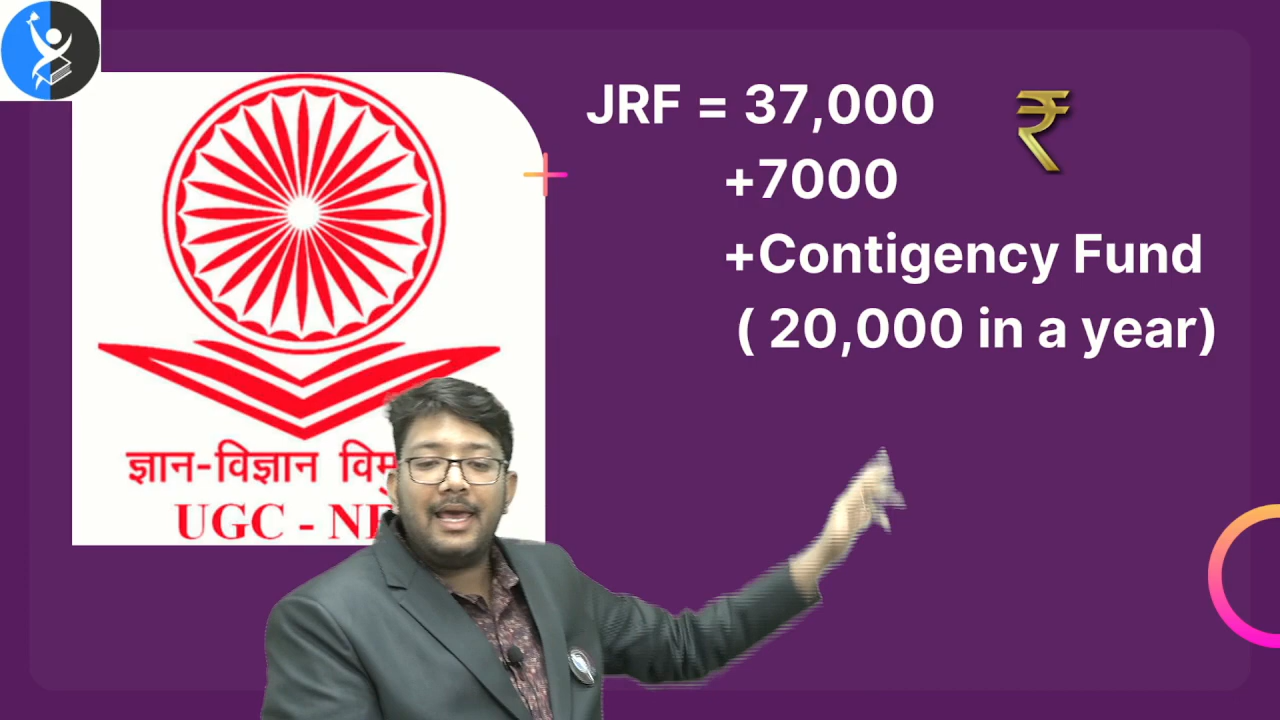 JRF = 37,000
+7000
+Contigency Fund
( 20,000 in a year)
ज्ञान-विज्ञान
UGC -